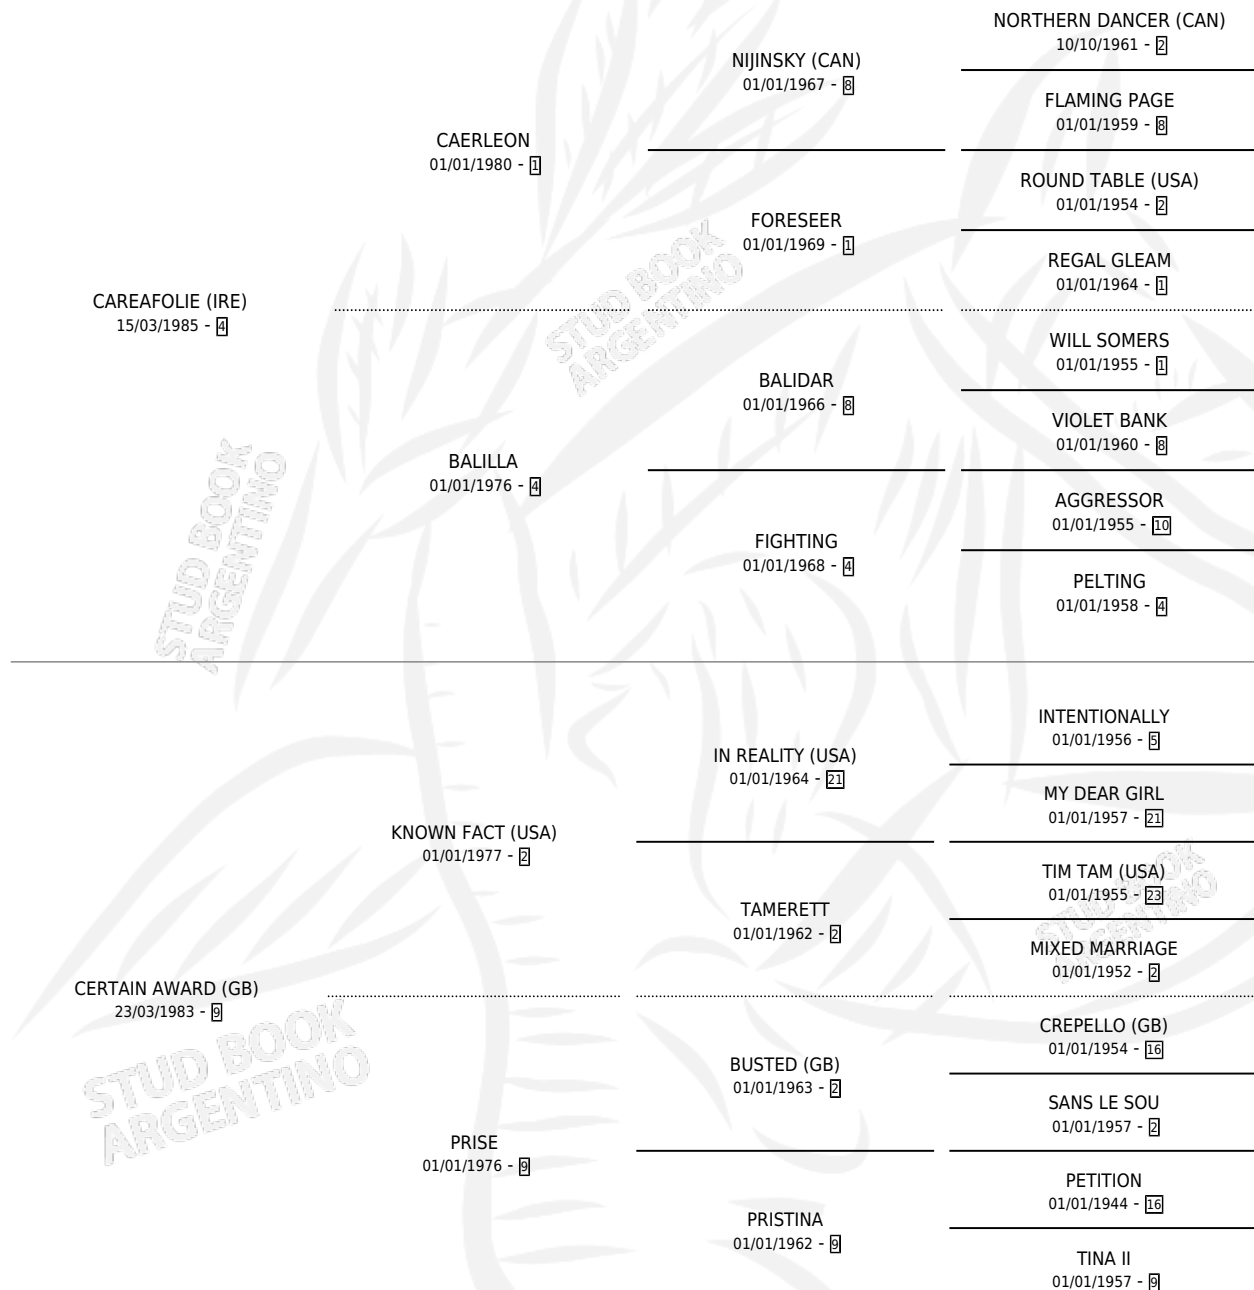 NORTHERN DANCER (CAN)
10/10/1961 - 2
NIJINSKY (CAN)
01/01/1967 - 8
FLAMING PAGE
01/01/1959 - 8
CAERLEON
01/01/1980 - 1
ROUND TABLE (USA)
01/01/1954 - 2
FORESEER
01/01/1969 - 1
REGAL GLEAM
01/01/1964 - 1
CAREAFOLIE (IRE)
15/03/1985 - 4
WILL SOMERS
01/01/1955 - 1
BALIDAR
01/01/1966 - 8
VIOLET BANK
01/01/1960 - 8
BALILLA
01/01/1976 - 4
AGGRESSOR
01/01/1955 - 10
FIGHTING
01/01/1968 - 4
PELTING
01/01/1958 - 4
STUD BOOK
ARGENTINO
STUD BOOK
ARGENTINO
INTENTIONALLY
01/01/1956 - 5
IN REALITY (USA)
01/01/1964 - 21
MY DEAR GIRL
01/01/1957 - 21
KNOWN FACT (USA)
01/01/1977 - 2
TIM TAM (USA)
01/01/1955 - 23
TAMERETT
01/01/1962 - 2
MIXED MARRIAGE
01/01/1952 - 2
CERTAIN AWARD (GB)
23/03/1983 - 9
CREPELLO (GB)
01/01/1954 - 16
BUSTED (GB)
01/01/1963 - 2
SANS LE SOU
01/01/1957 - 2
PRISE
01/01/1976 - 9
PETITION
01/01/1944 - 16
PRISTINA
01/01/1962 - 9
TINA II
01/01/1957 - 9
STUD BOOK
ARGENTINO
STUD BOOK
ARGENTINO